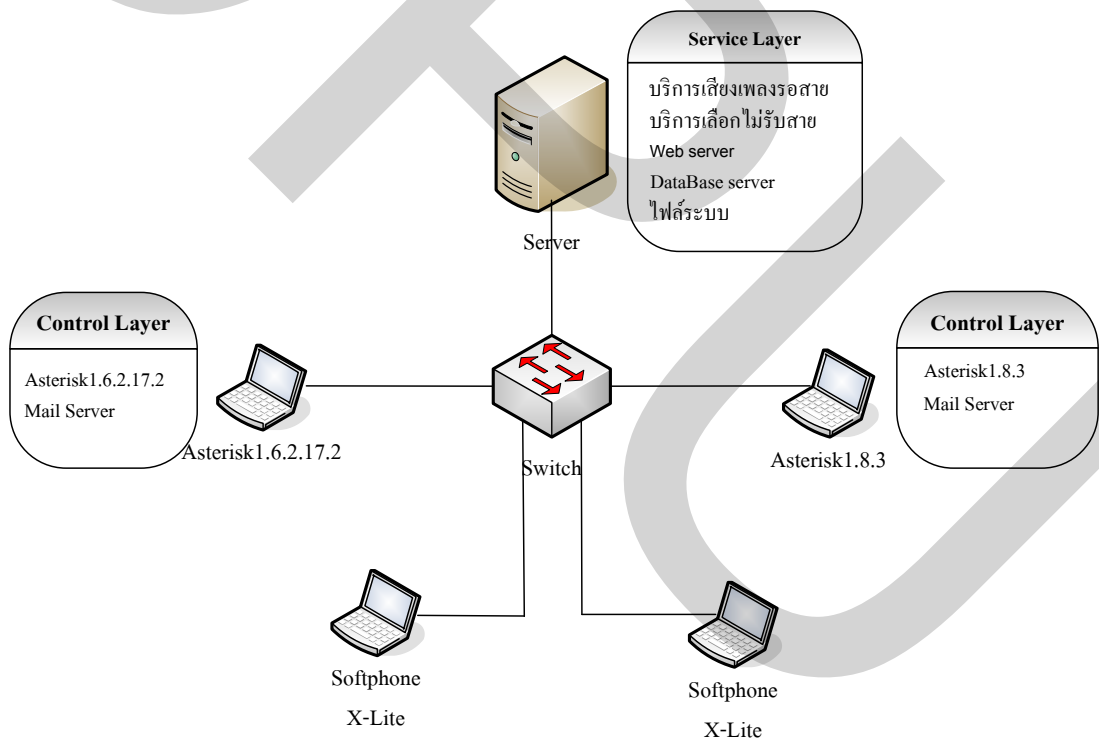 Service Layer
บริการเสียงเพลงรอสาย
บริการเลือกไม่รับสาย
Web server
DataBase server
ไฟล์ระบบ
Server
Control Layer
Asterisk1.6.2.17.2
Mail Server
Asterisk1.6.2.17.2
Switch
Control Layer
Asterisk1.8.3
Mail Server
Asterisk1.8.3
Softphone
X-Lite
Softphone
X-Lite